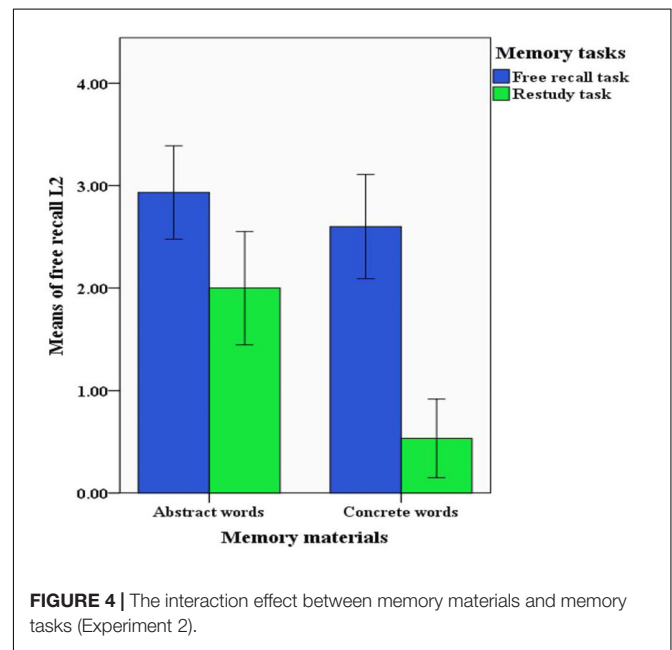 Memory tasks
Free recall task
Restudy task
Means of free recall L2
4.00
3.00
2.00
1.00
0.00
Abstract words
Concrete words
Memory materials
FIGURE 4 | The interaction effect between memory materials and memory
tasks (Experiment 2).